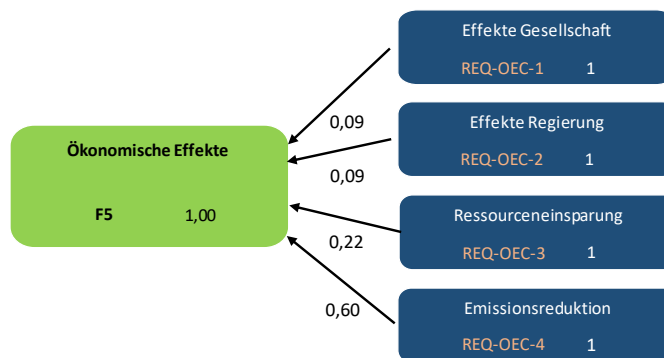 Effekte Gesellschaft
REQ-OEC-1 1
0,09
Effekte Regierung
REQ-OEC-2 1
0,09
Ökonomische Effekte
F5 1,00
Ressourceneinsparung
REQ-OEC-3 1
0,22
Emissionsreduktion
REQ-OEC-4 1
0,60